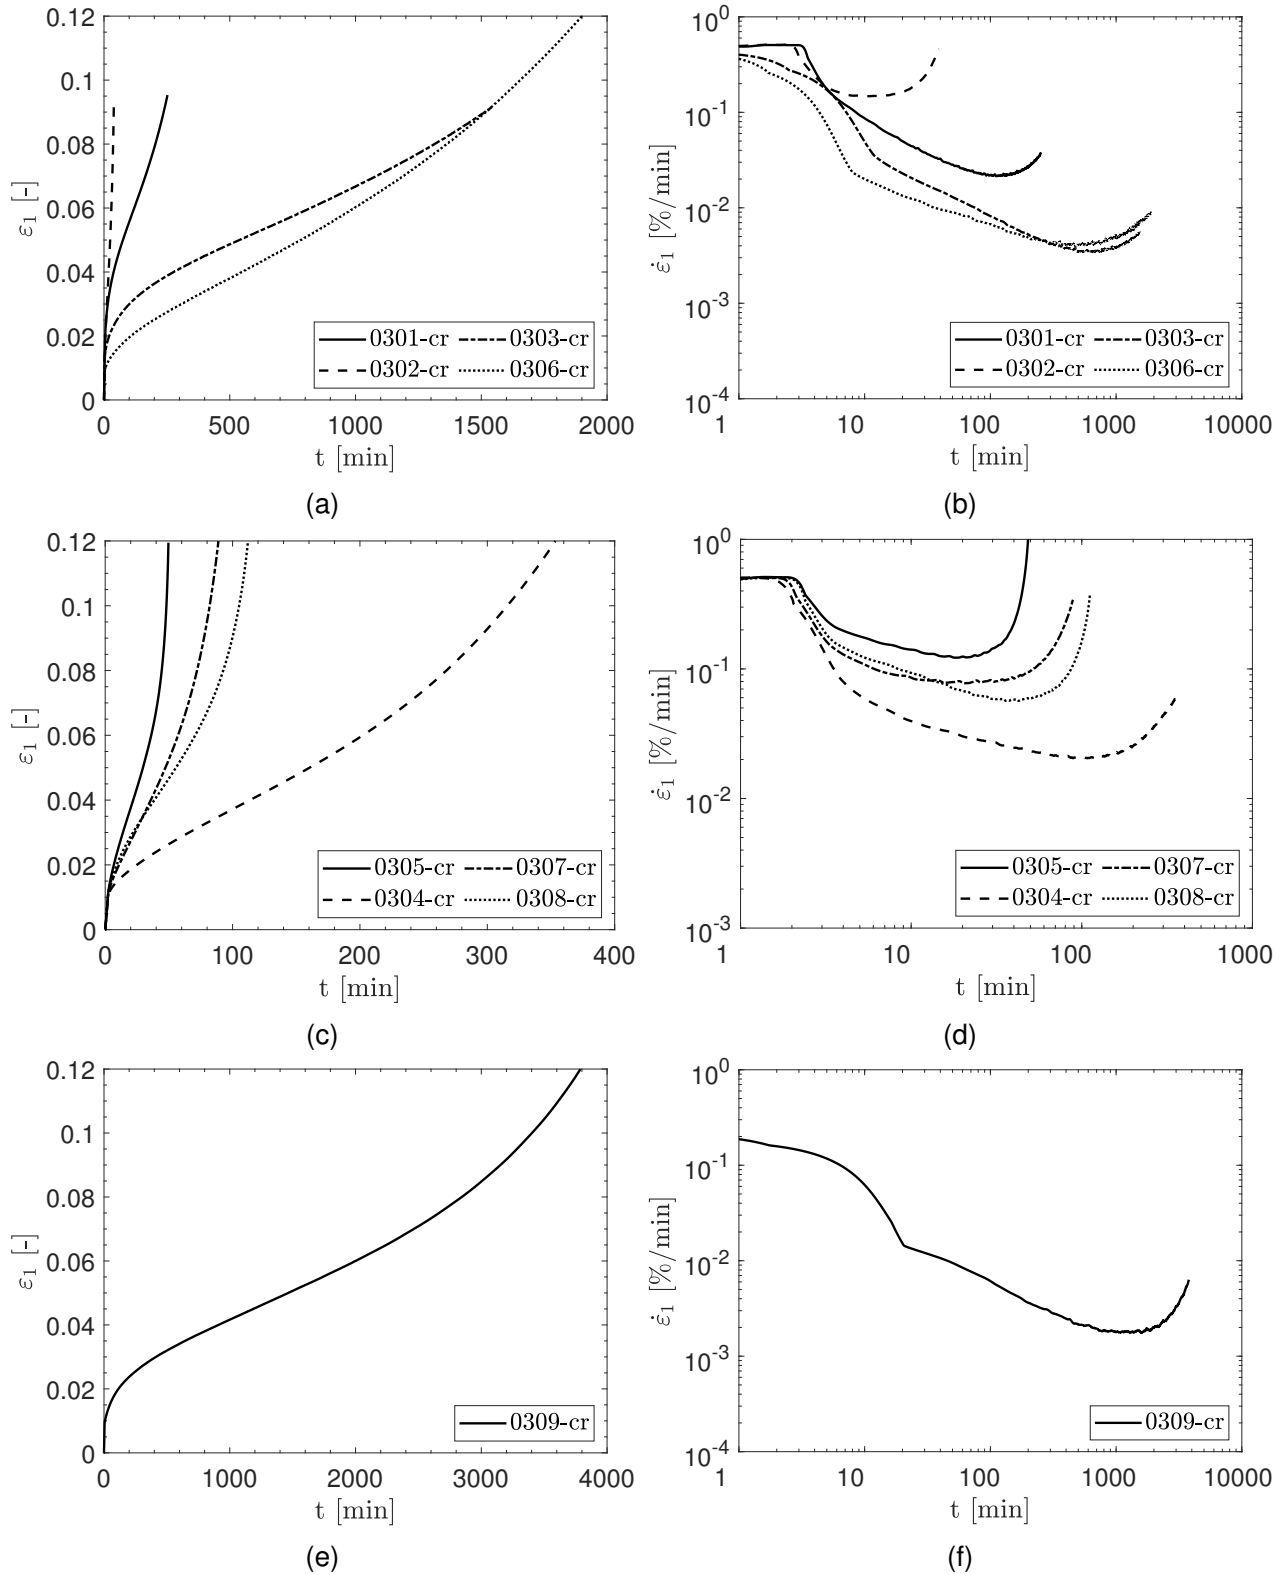 0.12
0.1
0.08
0.06
0.04
0.02
0
ε₁ [-]
0301-cr 0303-cr
0302-cr 0306-cr
0 500 1000 1500 2000
t [min]
(a)
10⁰
10⁻¹
10⁻²
10⁻³
10⁻⁴
ε̇₁ [%/min]
0301-cr 0303-cr
0302-cr 0306-cr
1 10 100 1000 10000
t [min]
(b)
0.12
0.1
0.08
0.06
0.04
0.02
0
ε₁ [-]
0305-cr 0307-cr
0304-cr 0308-cr
0 100 200 300 400
t [min]
(c)
10⁰
10⁻¹
10⁻²
10⁻³
ε̇₁ [%/min]
0305-cr 0307-cr
0304-cr 0308-cr
1 10 100 1000
t [min]
(d)
0.12
0.1
0.08
0.06
0.04
0.02
0
ε₁ [-]
0309-cr
0 1000 2000 3000 4000
t [min]
(e)
10⁰
10⁻¹
10⁻²
10⁻³
10⁻⁴
ε̇₁ [%/min]
0309-cr
1 10 100 1000 10000
t [min]
(f)